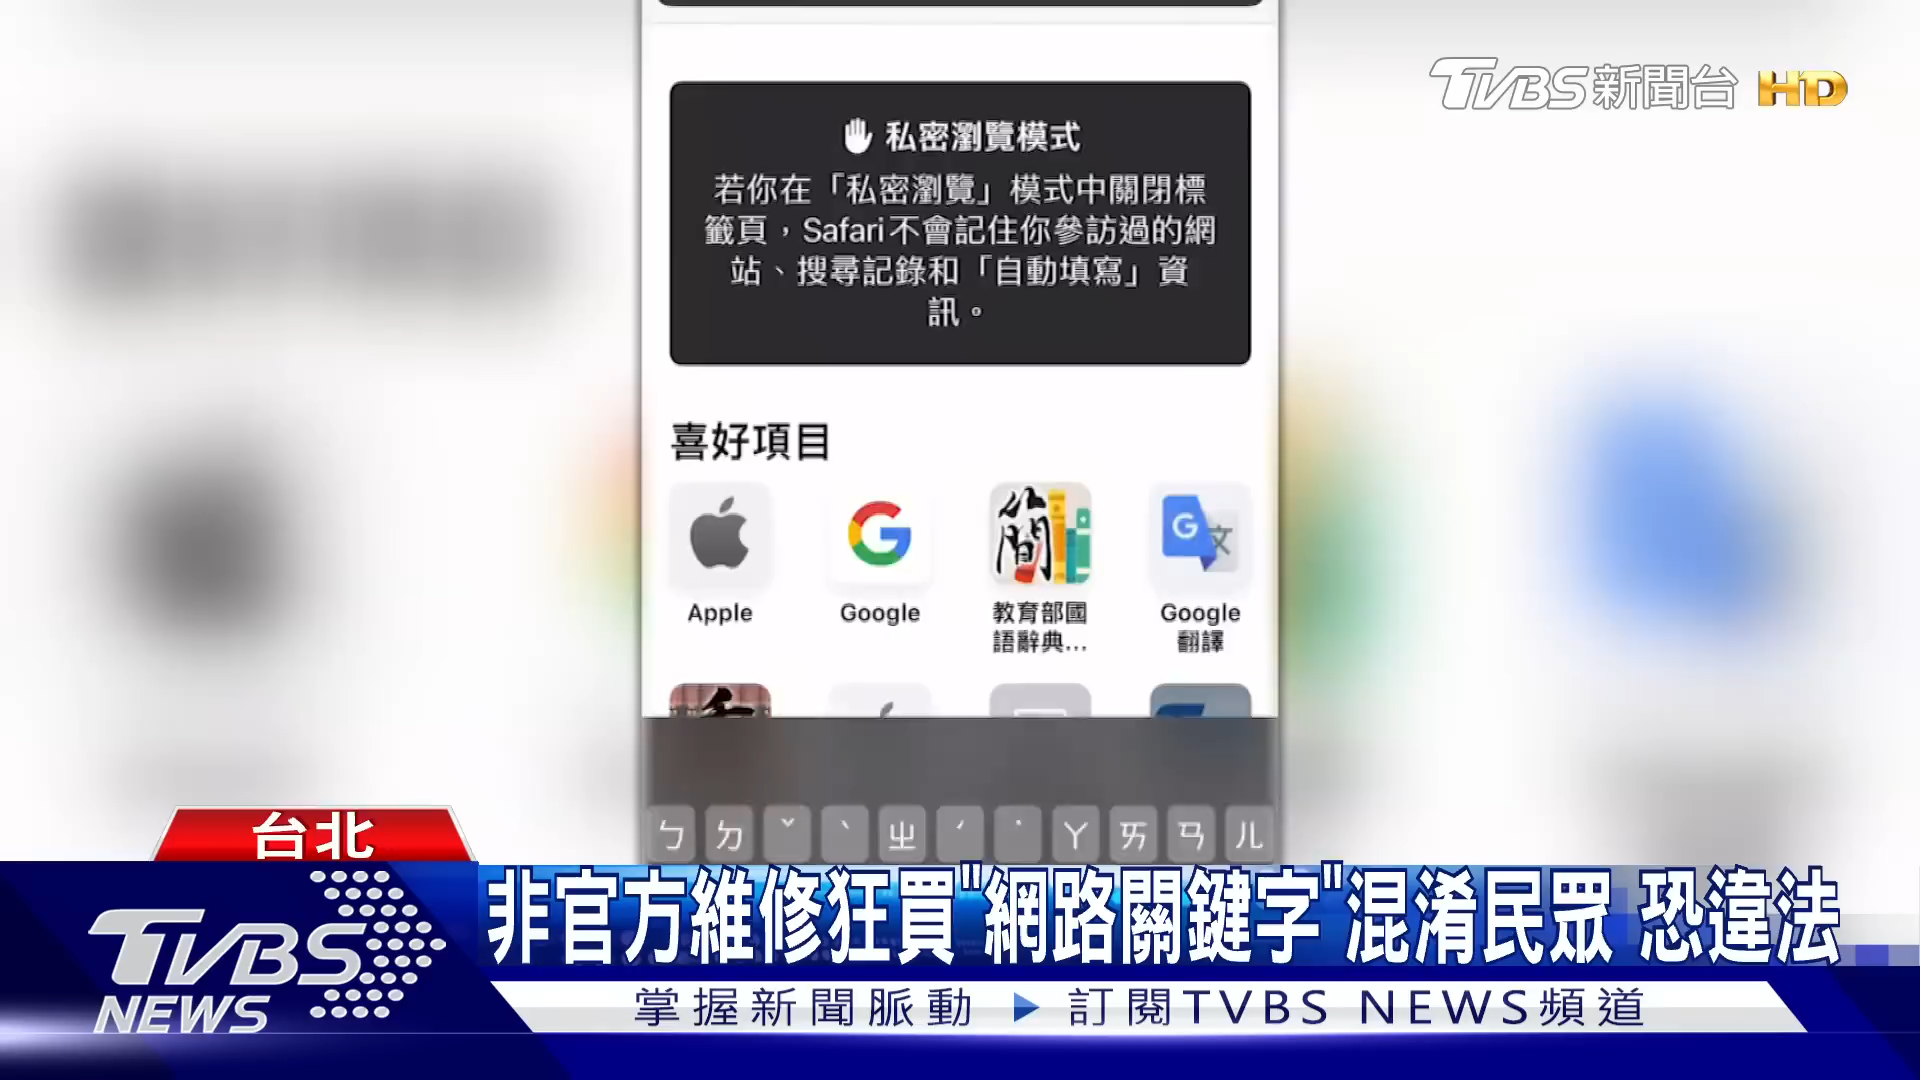 TVBS新聞台 HD
私密瀏覽模式
若你在「私密瀏覽」模式中關閉標
籤頁，Safari不會記住你參訪過的網
站、搜尋記錄和「自動填寫」資
訊。
喜好項目
簡
G 文
Apple
Google
教育部國
語辭典...
Google
翻譯
ㄅ ㄉ ˇ ˋ ㄓ ˊ ˙ ㄚ ㄞ ㄢ ㄦ
台北
非官方維修狂買"網路關鍵字"混淆民眾 恐違法
TVBS
NEWS
掌握新聞脈動 ▶ 訂閱TVBS NEWS頻道